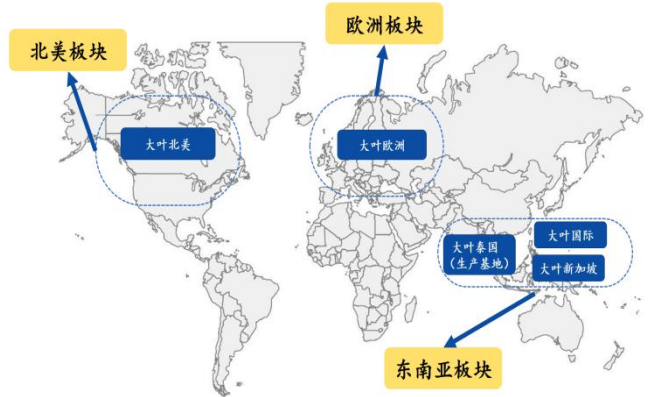 欧洲板块
北美板块
大叶北美
大叶欧洲
大叶泰国
(生产基地)
大叶国际
大叶新加坡
东南亚板块